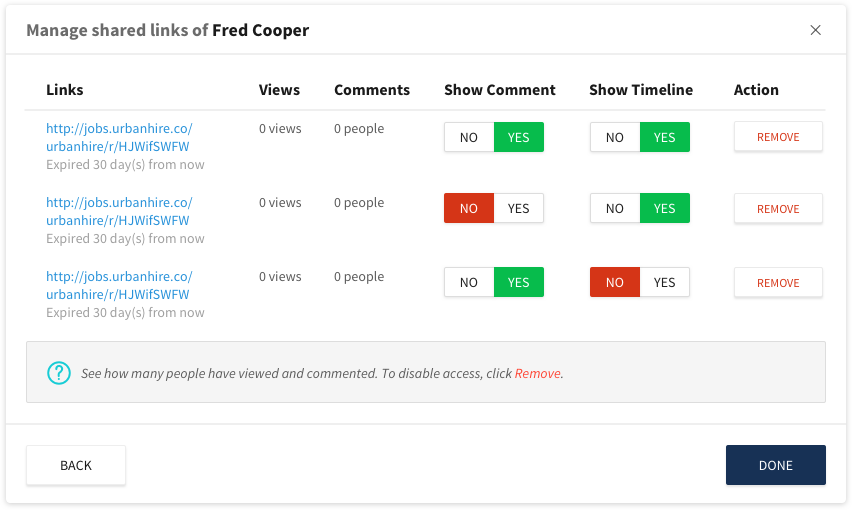 Manage shared links of Fred Cooper
Links Views Comments Show Comment Show Timeline Action
http://jobs.urbanhire.co/ 0 views 0 people NO YES NO YES REMOVE
urbanhire/r/HJWifSWFW
Expired 30 day(s) from now
http://jobs.urbanhire.co/ 0 views 0 people NO YES NO YES REMOVE
urbanhire/r/HJWifSWFW
Expired 30 day(s) from now
http://jobs.urbanhire.co/ 0 views 0 people NO YES NO YES REMOVE
urbanhire/r/HJWifSWFW
Expired 30 day(s) from now
? See how many people have viewed and commented. To disable access, click Remove.
BACK DONE